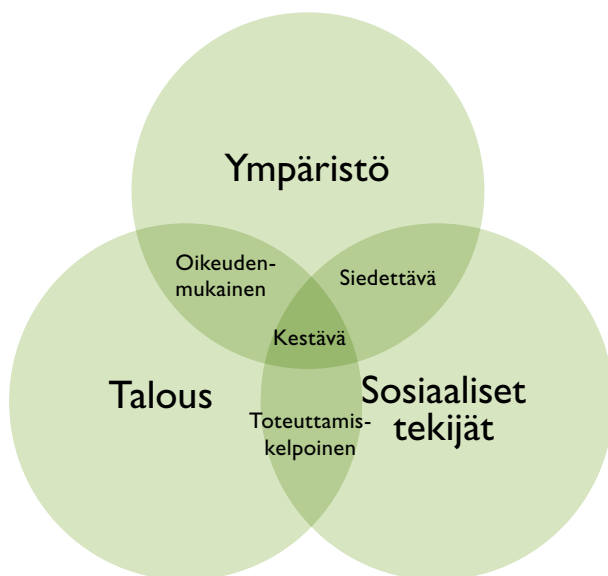 Ympäristö
Oikeuden-
mukainen
Siedettävä
Kestävä
Talous
Sosiaaliset
tekijät
Toteuttamis-
kelpoinen